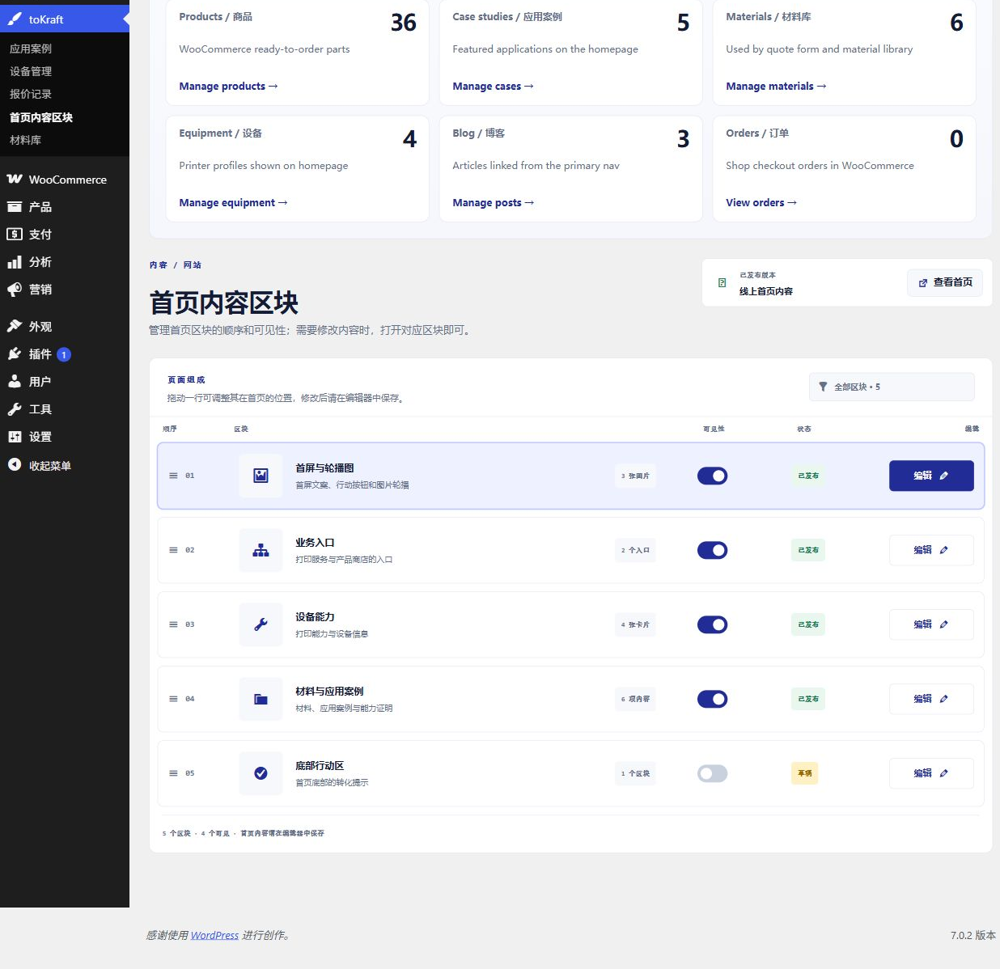 toKraft
应用案例
设备管理
报价记录
首页内容区块
材料库
WooCommerce
产品
支付
分析
营销
外观
插件 1
用户
工具
设置
收起菜单
Products / 商品 36
WooCommerce ready-to-order parts
Manage products →
Case studies / 应用案例 5
Featured applications on the homepage
Manage cases →
Materials / 材料库 6
Used by quote form and material library
Manage materials →
Equipment / 设备 4
Printer profiles shown on homepage
Manage equipment →
Blog / 博客 3
Articles linked from the primary nav
Manage posts →
Orders / 订单 0
Shop checkout orders in WooCommerce
View orders →
内容 / 网站
首页内容区块
管理首页区块的顺序和可见性；需要修改内容时，打开对应区块即可。
已发布版本
线上首页内容
查看首页
页面组成
拖动一行可调整其在首页的位置，修改后请在编辑器中保存。
全部区块 • 5
顺序 区块 可见性 状态 编辑
01 首屏与轮播图 3 张图片 已发布 编辑
首屏文案、行动按钮和图片轮播
02 业务入口 2 个入口 已发布 编辑
打印服务与产品商店的入口
03 设备能力 4 张卡片 已发布 编辑
打印能力与设备信息
04 材料与应用案例 6 项内容 已发布 编辑
材料、应用案例与能力证明
05 底部行动区 1 个区块 草稿 编辑
首页底部的转化提示
5 个区块 · 4 个可见 · 首页内容请在编辑器中保存
感谢使用 WordPress 进行创作。
7.0.2 版本